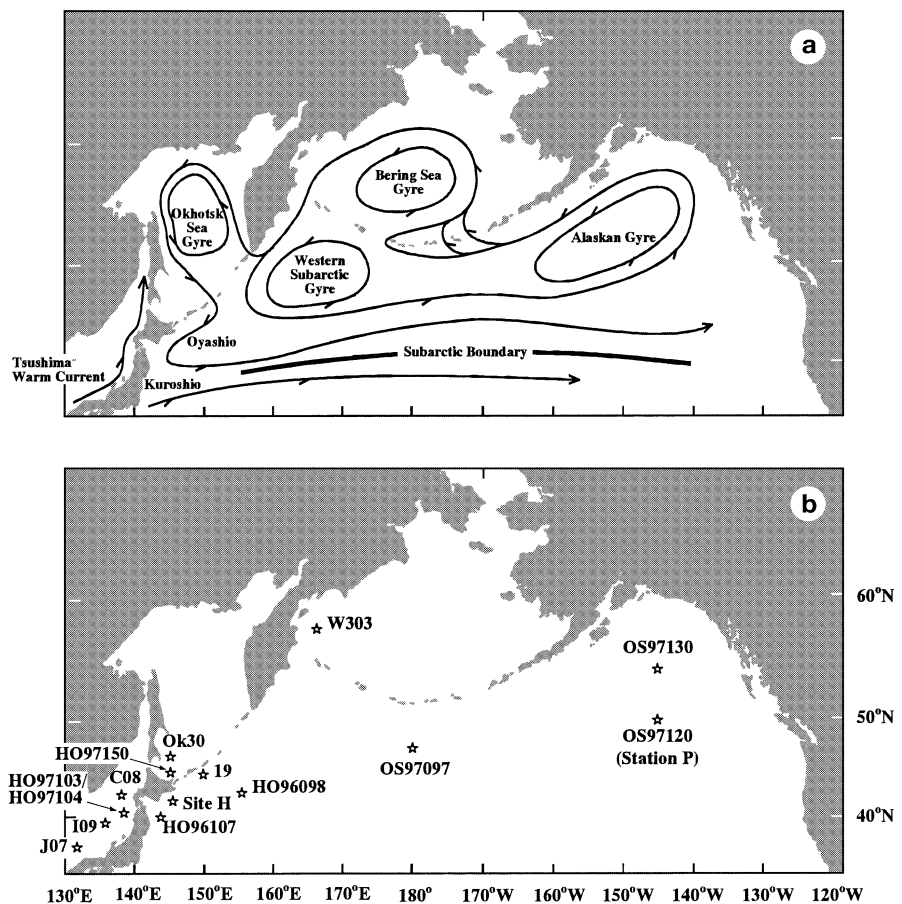 a
Bering Sea
Gyre
Okhotsk
Sea
Gyre
Alaskan Gyre
Western
Subarctic
Gyre
Oyashio
Subarctic Boundary
Tsushima
Warm Current
Kuroshio
b
60°N
W303
OS97130
50°N
Ok30
OS97120
(Station P)
HO97150
19
OS97097
HO97103/
HO97104
C08
HO96098
Site H
40°N
I09
HO96107
J07
130°E 140°E 150°E 160°E 170°E 180° 170°W 160°W 150°W 140°W 130°W 120°W